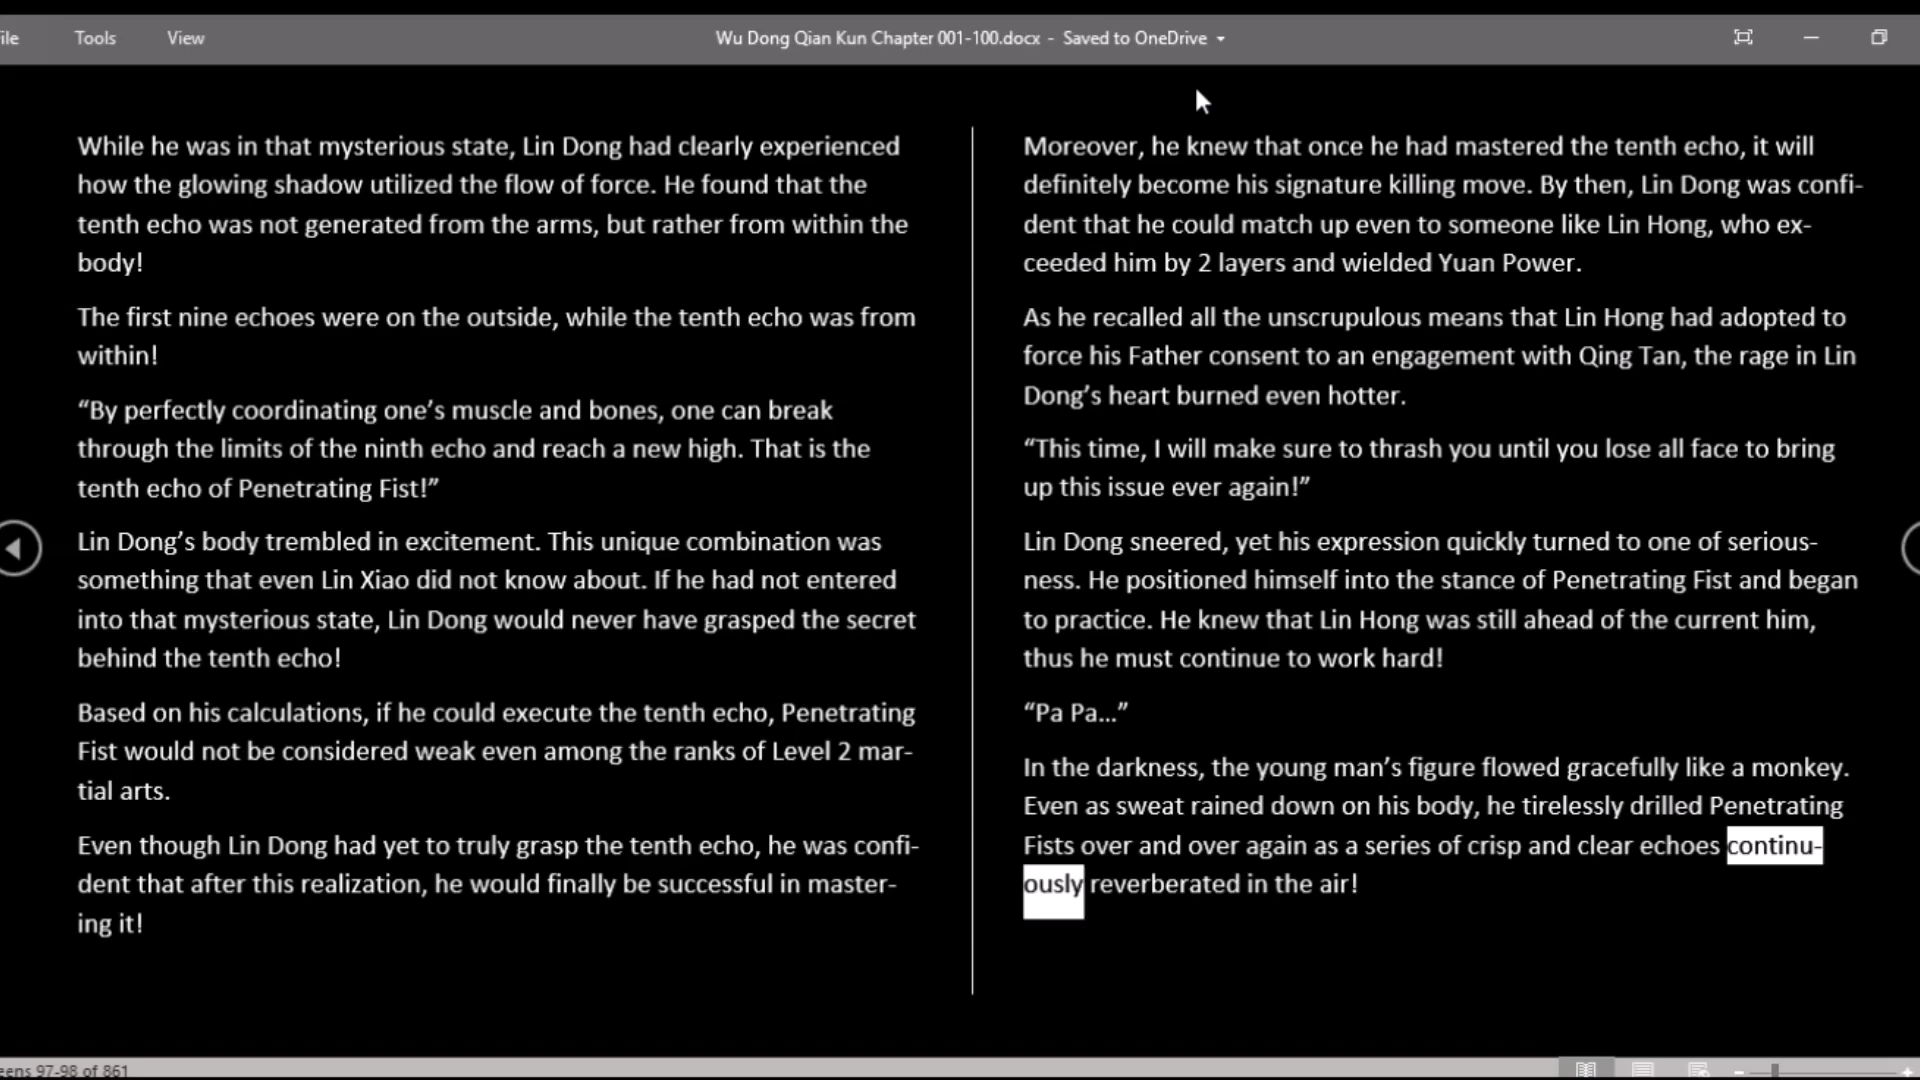 ile Tools View Wu Dong Qian Kun Chapter 001-100.docx - Saved to OneDrive
While he was in that mysterious state, Lin Dong had clearly experienced
how the glowing shadow utilized the flow of force. He found that the
tenth echo was not generated from the arms, but rather from within the
body!
The first nine echoes were on the outside, while the tenth echo was from
within!
“By perfectly coordinating one’s muscle and bones, one can break
through the limits of the ninth echo and reach a new high. That is the
tenth echo of Penetrating Fist!”
Lin Dong’s body trembled in excitement. This unique combination was
something that even Lin Xiao did not know about. If he had not entered
into that mysterious state, Lin Dong would never have grasped the secret
behind the tenth echo!
Based on his calculations, if he could execute the tenth echo, Penetrating
Fist would not be considered weak even among the ranks of Level 2 mar-
tial arts.
Even though Lin Dong had yet to truly grasp the tenth echo, he was confi-
dent that after this realization, he would finally be successful in master-
ing it!
Moreover, he knew that once he had mastered the tenth echo, it will
definitely become his signature killing move. By then, Lin Dong was confi-
dent that he could match up even to someone like Lin Hong, who ex-
ceeded him by 2 layers and wielded Yuan Power.
As he recalled all the unscrupulous means that Lin Hong had adopted to
force his Father consent to an engagement with Qing Tan, the rage in Lin
Dong’s heart burned even hotter.
“This time, I will make sure to thrash you until you lose all face to bring
up this issue ever again!”
Lin Dong sneered, yet his expression quickly turned to one of serious-
ness. He positioned himself into the stance of Penetrating Fist and began
to practice. He knew that Lin Hong was still ahead of the current him,
thus he must continue to work hard!
“Pa Pa…”
In the darkness, the young man’s figure flowed gracefully like a monkey.
Even as sweat rained down on his body, he tirelessly drilled Penetrating
Fists over and over again as a series of crisp and clear echoes continu-
ously reverberated in the air!
eens 97-98 of 861